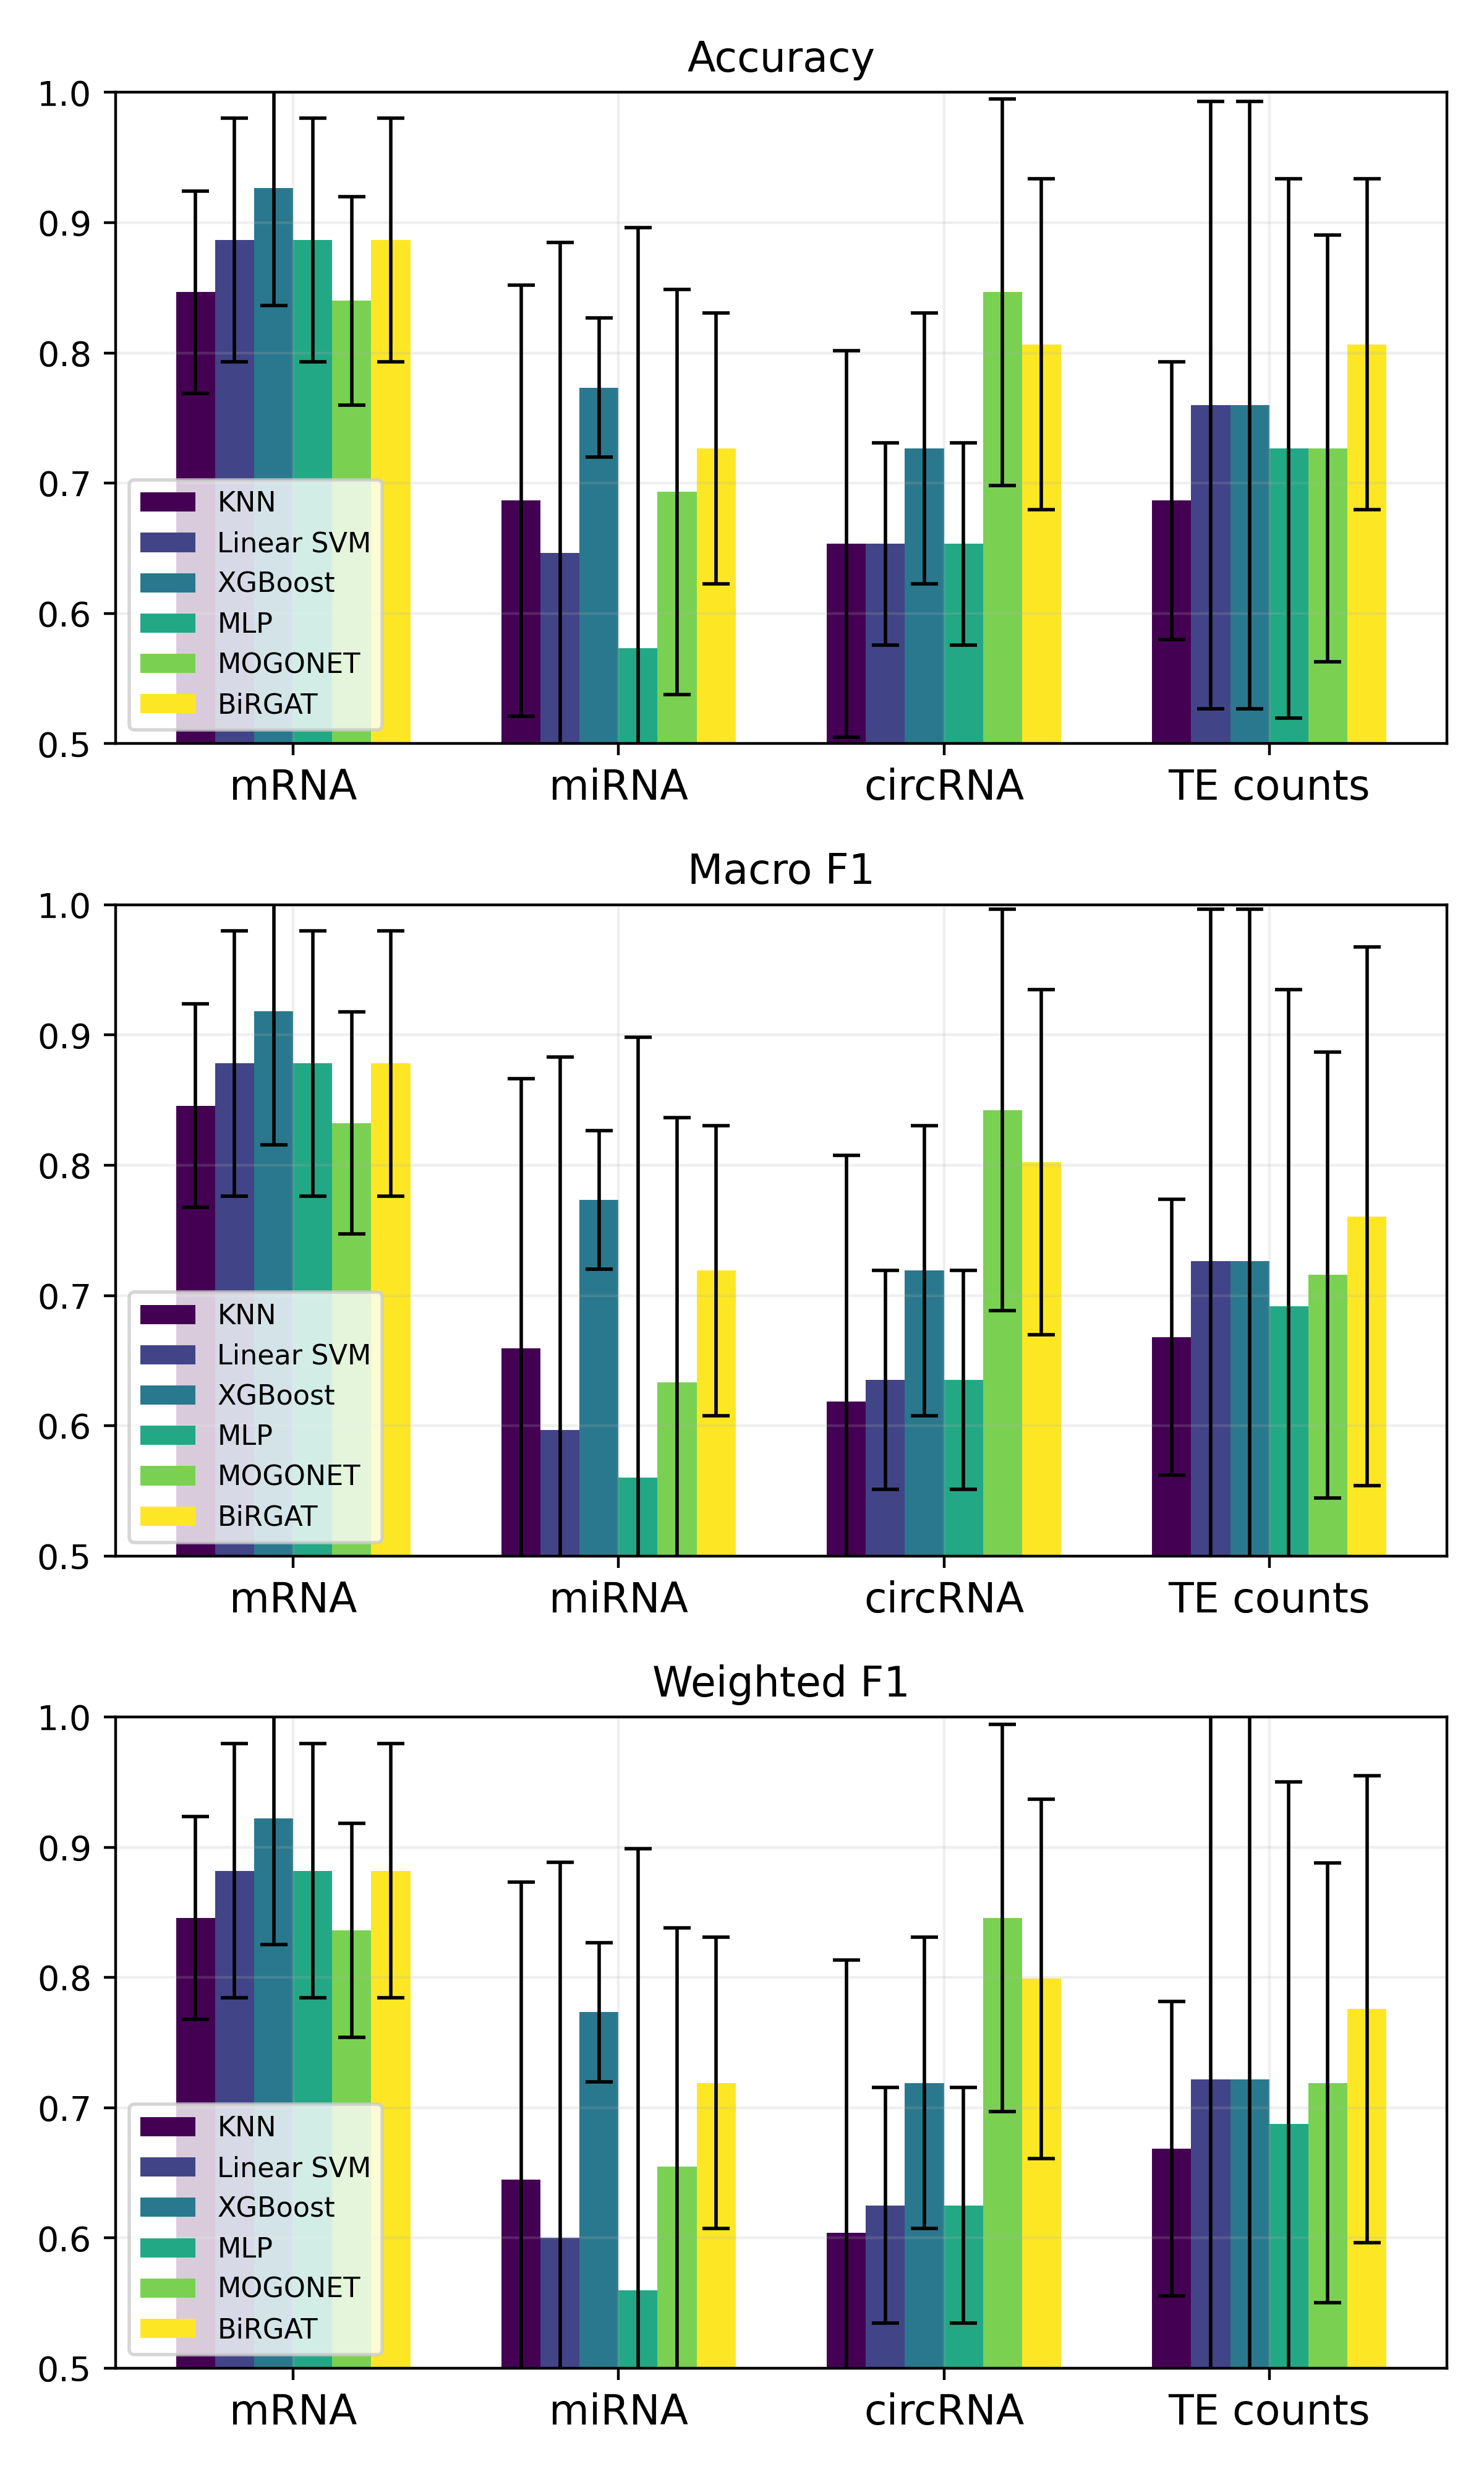 Accuracy
1.0
0.9
0.8
0.7
0.6
0.5
KNN
Linear SVM
XGBoost
MLP
MOGONET
BiRGAT
mRNA miRNA circRNA TE counts
Macro F1
1.0
0.9
0.8
0.7
0.6
0.5
KNN
Linear SVM
XGBoost
MLP
MOGONET
BiRGAT
mRNA miRNA circRNA TE counts
Weighted F1
1.0
0.9
0.8
0.7
0.6
0.5
KNN
Linear SVM
XGBoost
MLP
MOGONET
BiRGAT
mRNA miRNA circRNA TE counts